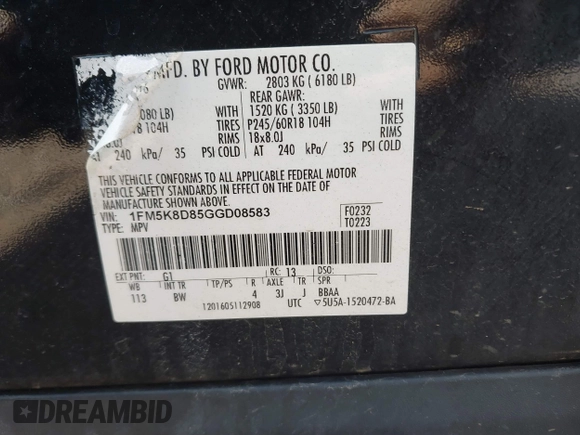 MFD. BY FORD MOTOR CO.
GVWR: 2803 KG ( 6180 LB)
REAR GAWR:
080 LB) WITH 1520 KG ( 3350 LB) WITH
18 104H TIRES P245/60R18 104H TIRES
RIMS 18x8.0J RIMS
240 kPa/ 35 PSI COLD AT 240 kPa/ 35 PSI COLD
THIS VEHICLE CONFORMS TO ALL APPLICABLE FEDERAL MOTOR
VEHICLE SAFETY STANDARDS IN EFFECT ON THE DATE OF
MANUFACTURE SHOWN ABOVE.
VIN: 1FM5K8D85GGD08583 F0232
TYPE: MPV T0223
EXT PNT: G1 RC: 13 DSO:
WB INT TR TP/PS R AXLE TR SPR
113 BW 4 3J J BBAA
1201605112908 UTC ▽5U5A-1520472-BA
DREAMBID